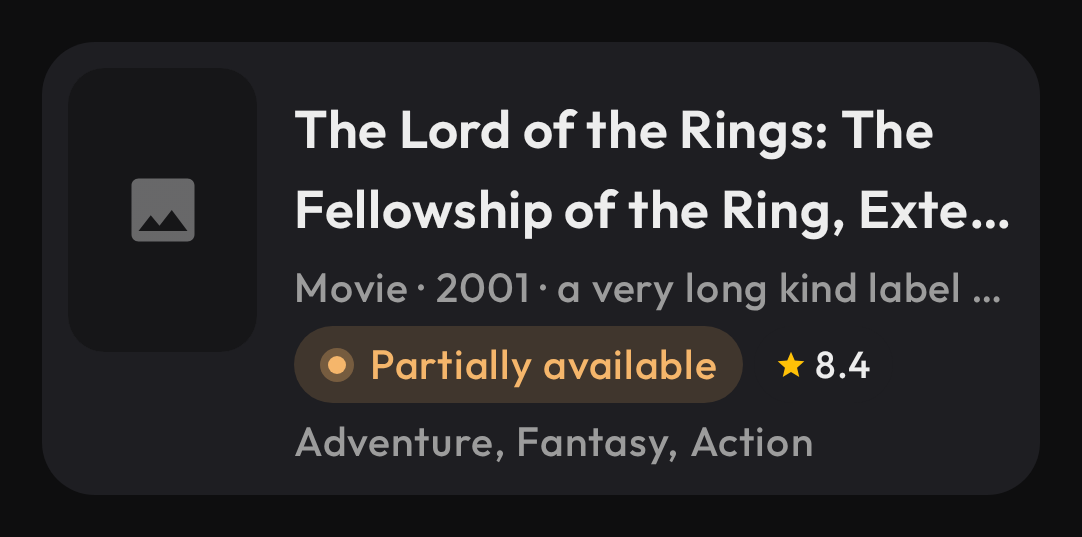 The Lord of the Rings: The
Fellowship of the Ring, Exte...
Movie · 2001 · a very long kind label ...
Partially available 8.4
Adventure, Fantasy, Action